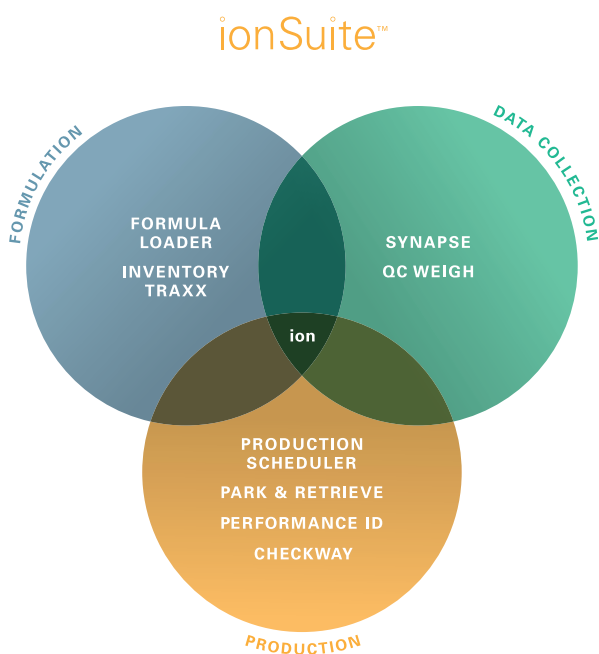 ionSuite™
FORMULATION
DATA COLLECTION
FORMULA
LOADER
INVENTORY
TRAXX
SYNAPSE
QC WEIGH
ion
PRODUCTION
SCHEDULER
PARK & RETRIEVE
PERFORMANCE ID
CHECKWAY
PRODUCTION